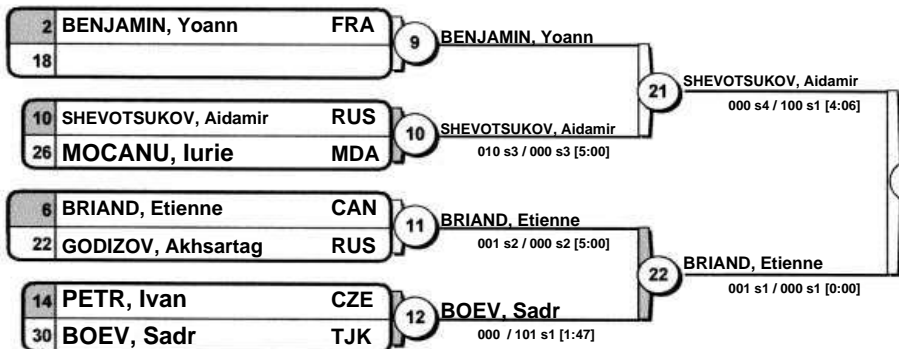 2 BENJAMIN, Yoann FRA
18
9
BENJAMIN, Yoann
10 SHEVOTSUKOV, Aidamir RUS
26 MOCANU, Iurie MDA
10
SHEVOTSUKOV, Aidamir
010 s3 / 000 s3 [5:00]
21
SHEVOTSUKOV, Aidamir
000 s4 / 100 s1 [4:06]
6 BRIAND, Etienne CAN
22 GODIZOV, Akhsartag RUS
11
BRIAND, Etienne
001 s2 / 000 s2 [5:00]
14 PETR, Ivan CZE
30 BOEV, Sadr TJK
12
BOEV, Sadr
000 / 101 s1 [1:47]
22
BRIAND, Etienne
001 s1 / 000 s1 [0:00]